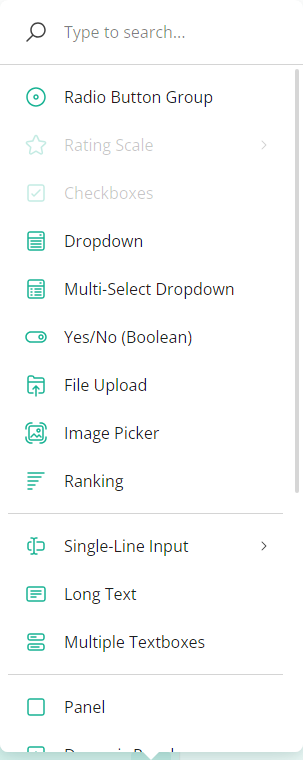 Type to search...
Radio Button Group
Rating Scale
Checkboxes
Dropdown
Multi-Select Dropdown
Yes/No (Boolean)
File Upload
Image Picker
Ranking
Single-Line Input
Long Text
Multiple Textboxes
Panel